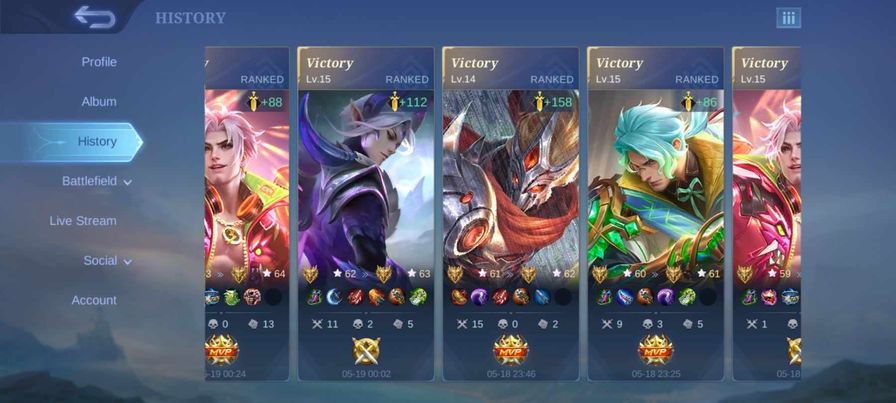 HISTORY
Profile
Album
History
Battlefield
Live Stream
Social
Account
RANKED
+88
3 » 64
0 13
MVP
-19 00:24
Victory
Lv.15 RANKED
+112
62 » 63
11 2 5
05-19 00:02
Victory
Lv.14 RANKED
+158
61 » 62
15 0 2
MVP
05-18 23:46
Victory
Lv.15 RANKED
+86
60 » 61
9 3 5
MVP
05-18 23:25
Victory
Lv.15
59 »
1
05-18